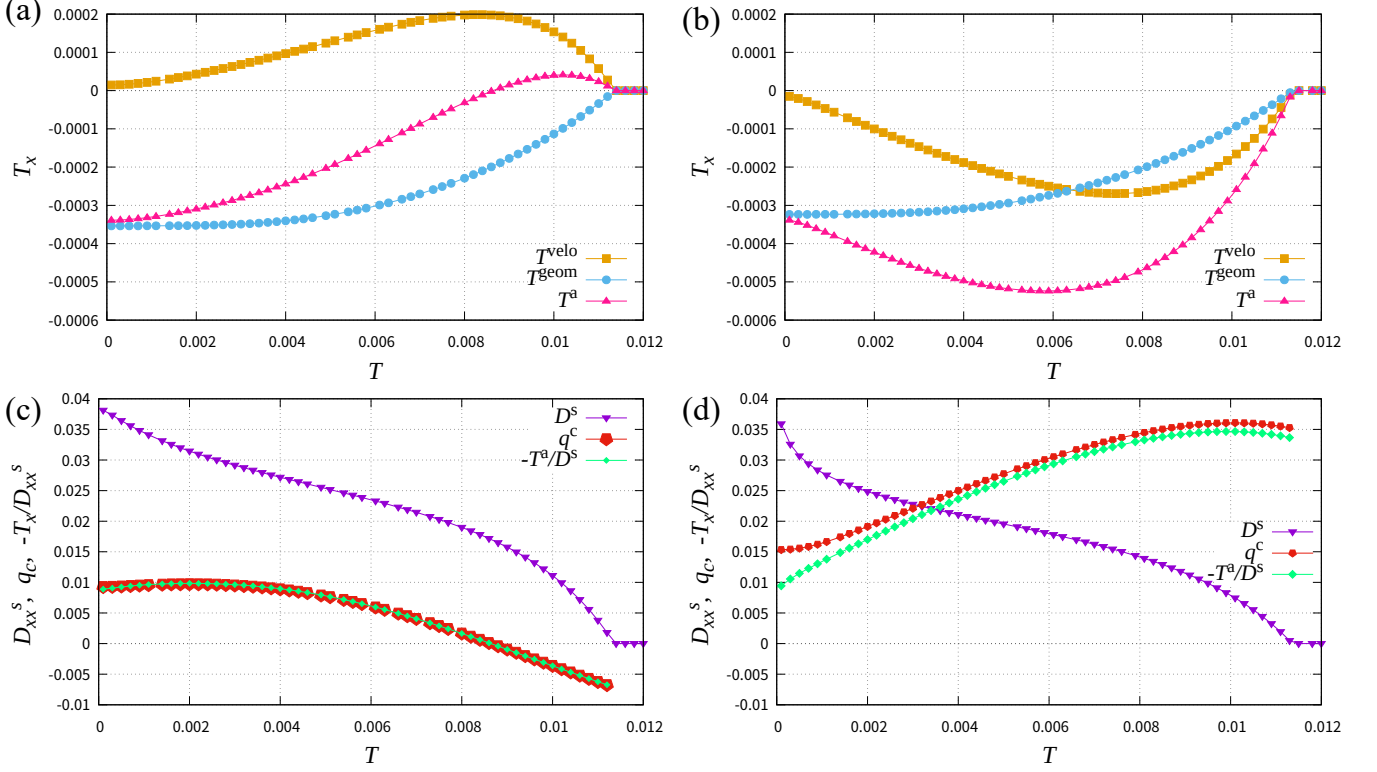 (a)
T_x
0.0002
0.0001
0
-0.0001
-0.0002
-0.0003
-0.0004
-0.0005
-0.0006
T^velo
T^geom
T^a
0 0.002 0.004 0.006 0.008 0.01 0.012
T
(b)
T_x
0.0002
0.0001
0
-0.0001
-0.0002
-0.0003
-0.0004
-0.0005
-0.0006
T^velo
T^geom
T^a
0 0.002 0.004 0.006 0.008 0.01 0.012
T
(c)
D_xx^s, q_c, -T_x/D_xx^s
0.04
0.035
0.03
0.025
0.02
0.015
0.01
0.005
0
-0.005
-0.01
D^s
q^c
-T^a/D^s
0 0.002 0.004 0.006 0.008 0.01 0.012
T
(d)
D_xx^s, q_c, -T_x/D_xx^s
0.04
0.035
0.03
0.025
0.02
0.015
0.01
0.005
0
-0.005
-0.01
D^s
q^c
-T^a/D^s
0 0.002 0.004 0.006 0.008 0.01 0.012
T